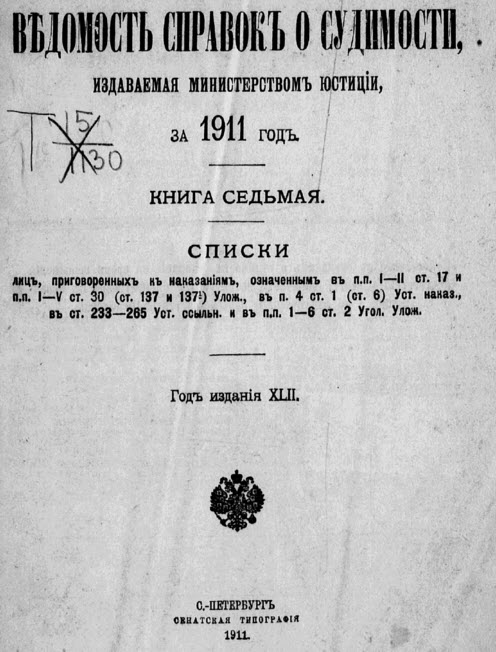 ВѢДОМОСТЬ СПРАВОКЪ О СУДИМОСТИ,
ИЗДАВАЕМАЯ МИНИСТЕРСТВОМЪ ЮСТИЦІИ,
ЗА 1911 ГОДЪ.
Т 15
1130
КНИГА СЕДЬМАЯ.
СПИСКИ
лицъ, приговоренныхъ къ наказаніямъ, означеннымъ въ п.п. I—II ст. 17 и
п.п. I—V ст. 30 (ст. 137 и 137¹) Улож., въ п. 4 ст. 1 (ст. 6) Уст. наказ.,
въ ст. 233—265 Уст. ссыльн. и въ п.п. 1—6 ст. 2 Угол. Улож.
Годъ изданія XLII.
С.-ПЕТЕРБУРГЪ
СЕНАТСКАЯ ТИПОГРАФІЯ
1911.